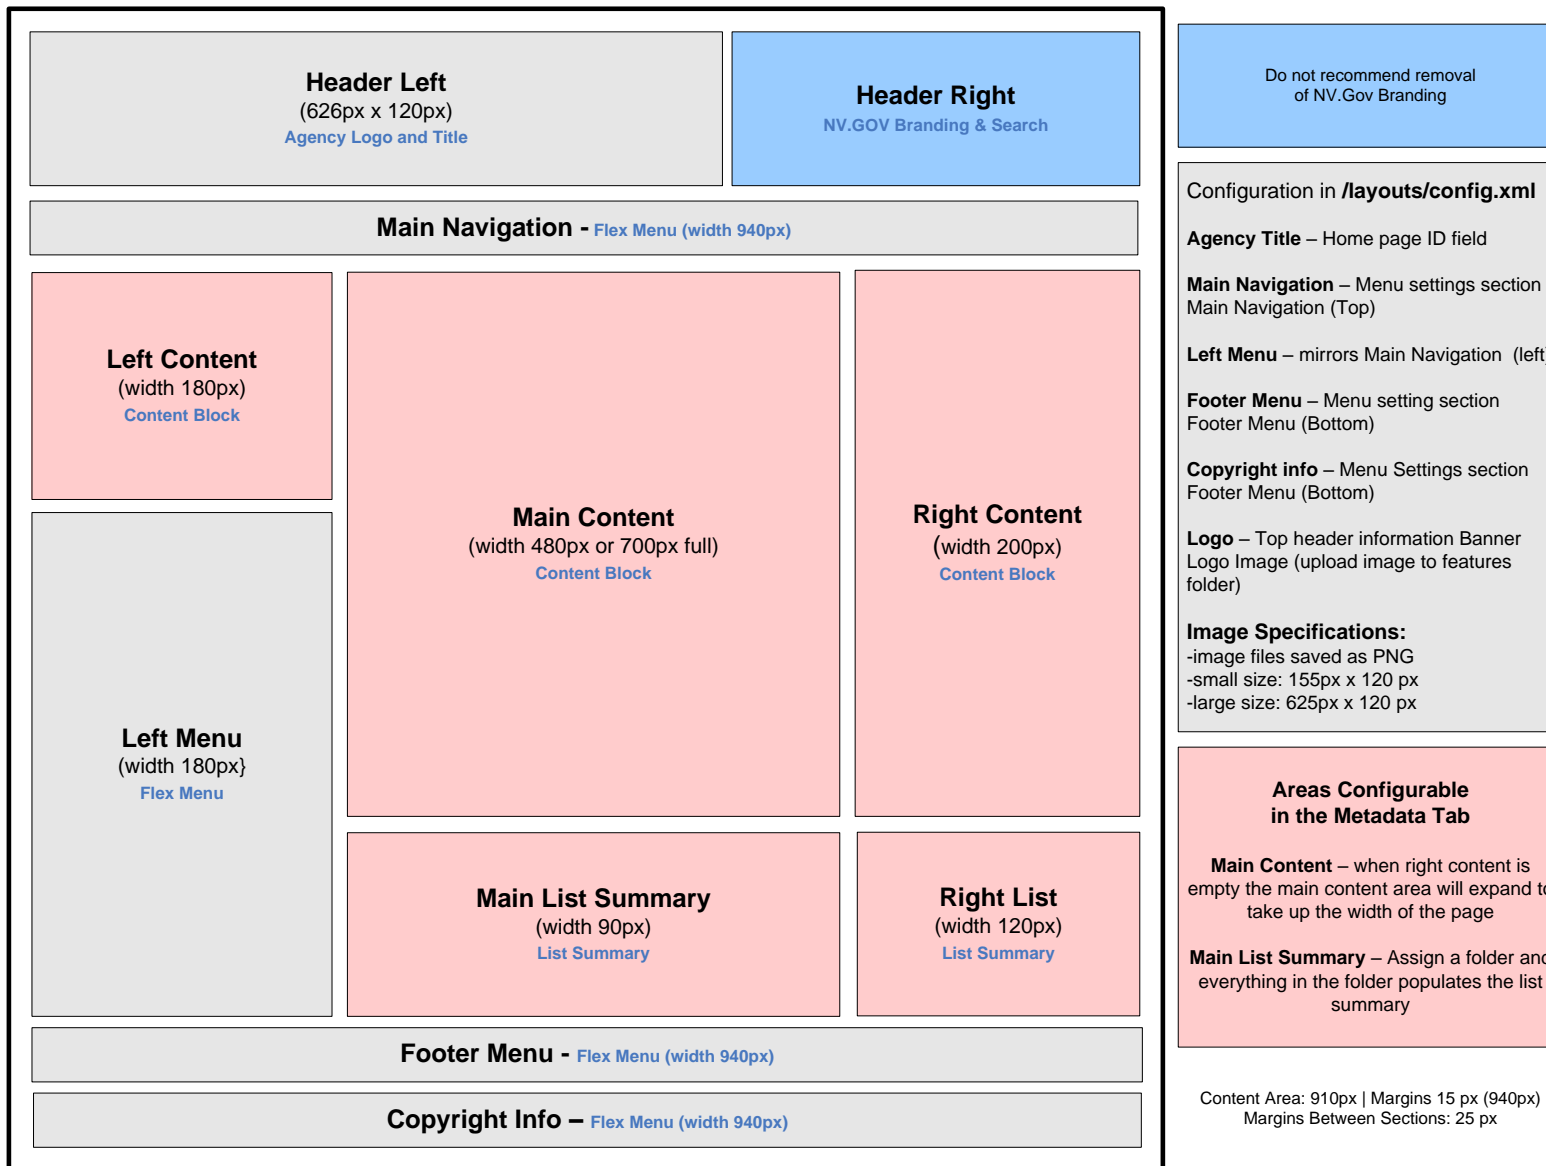 Header Left
(626px x 120px)
Agency Logo and Title
Header Right
NV.GOV Branding & Search
Main Navigation - Flex Menu (width 940px)
Left Content
(width 180px)
Content Block
Main Content
(width 480px or 700px full)
Content Block
Right Content
(width 200px)
Content Block
Left Menu
(width 180px}
Flex Menu
Main List Summary
(width 90px)
List Summary
Right List
(width 120px)
List Summary
Footer Menu - Flex Menu (width 940px)
Copyright Info – Flex Menu (width 940px)
Do not recommend removal
of NV.Gov Branding
Configuration in /layouts/config.xml
Agency Title – Home page ID field
Main Navigation – Menu settings section
Main Navigation (Top)
Left Menu – mirrors Main Navigation (left)
Footer Menu – Menu setting section
Footer Menu (Bottom)
Copyright info – Menu Settings section
Footer Menu (Bottom)
Logo – Top header information Banner
Logo Image (upload image to features
folder)
Image Specifications:
-image files saved as PNG
-small size: 155px x 120 px
-large size: 625px x 120 px
Areas Configurable
in the Metadata Tab
Main Content – when right content is
empty the main content area will expand to
take up the width of the page
Main List Summary – Assign a folder and
everything in the folder populates the list
summary
Content Area: 910px | Margins 15 px (940px)
Margins Between Sections: 25 px